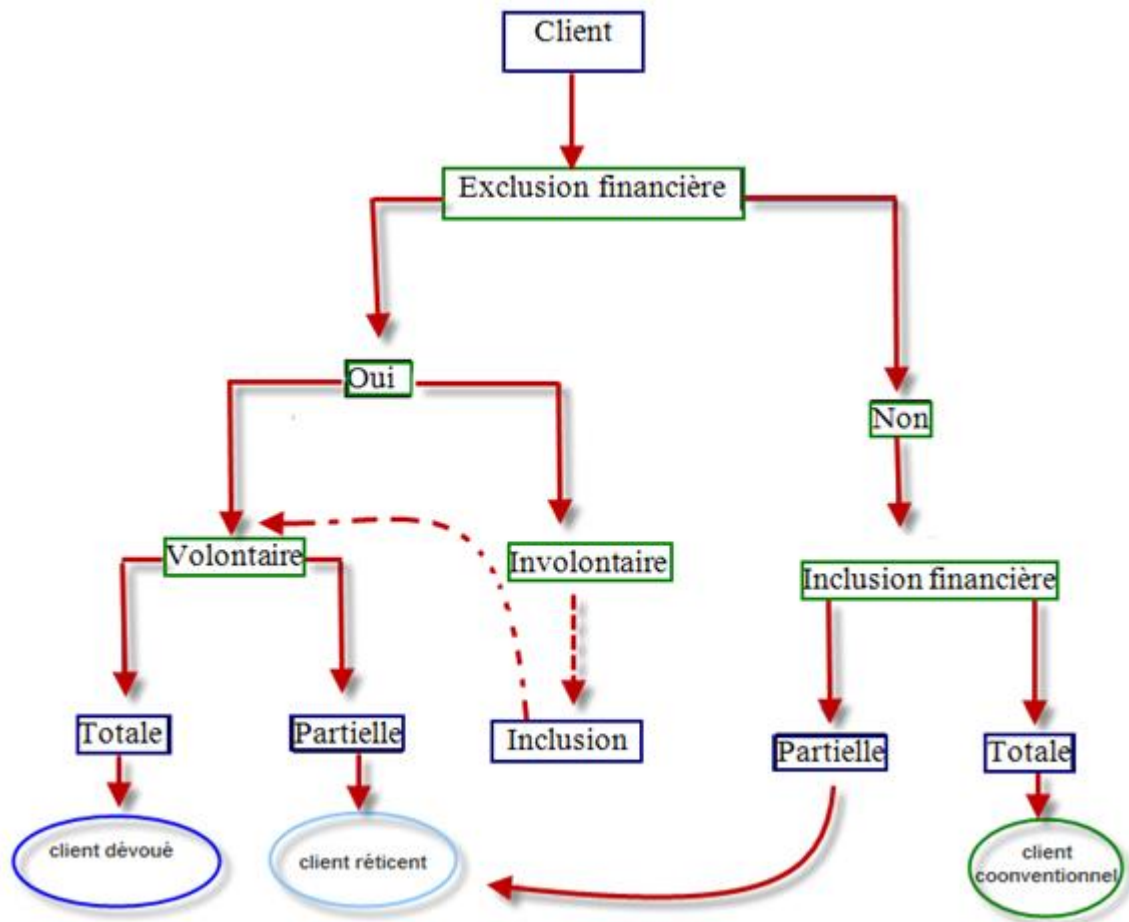 Client
Exclusion financière
Oui
Non
Volontaire
Involontaire
Inclusion financière
Totale
Partielle
Inclusion
Partielle
Totale
client dévoué
client réticent
client
coonventionnel